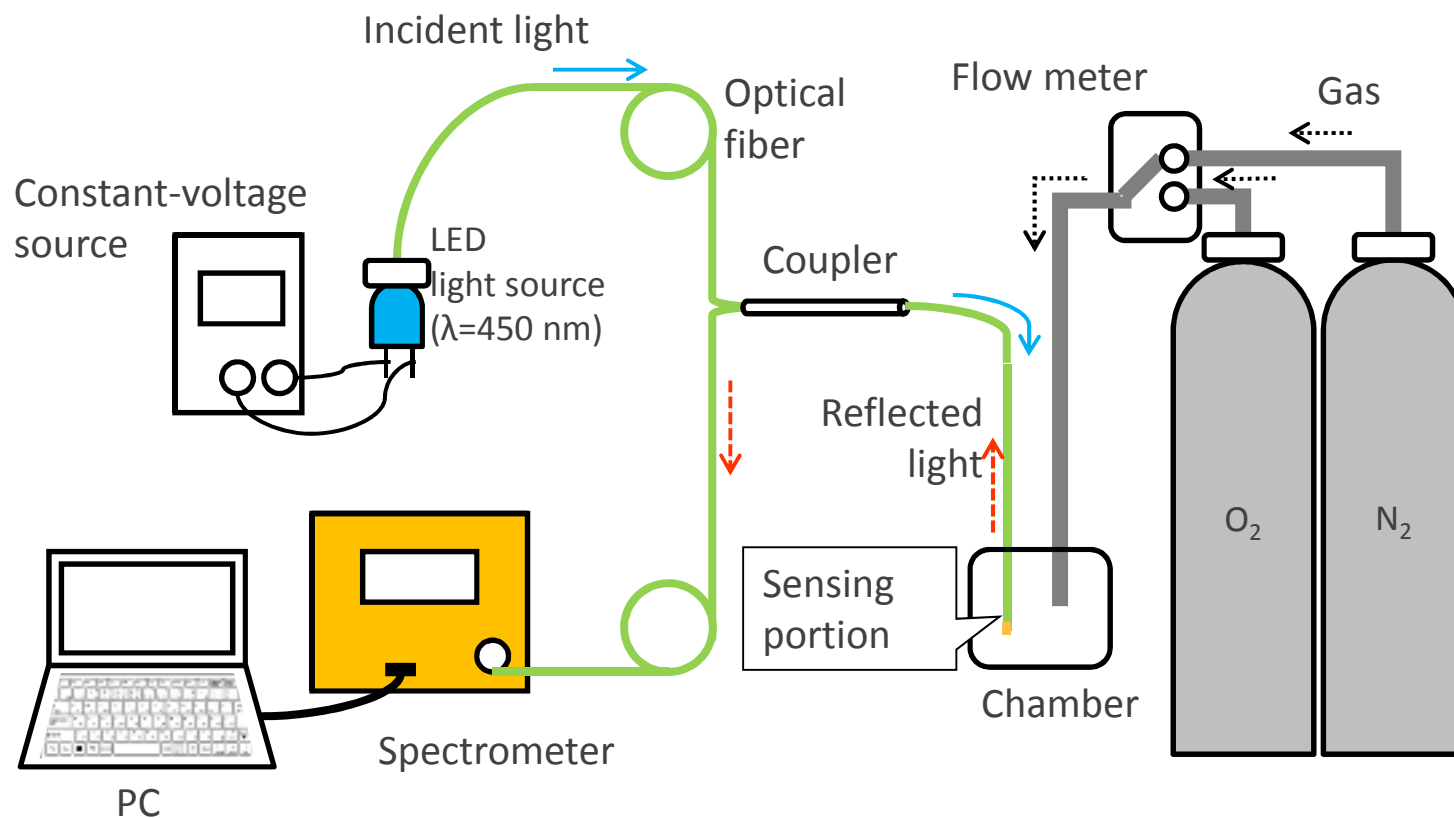 Incident light
Optical
fiber
Flow meter
Gas
Constant-voltage
source
LED
light source
(λ=450 nm)
Coupler
Reflected
light
O₂
N₂
Sensing
portion
Chamber
Spectrometer
PC